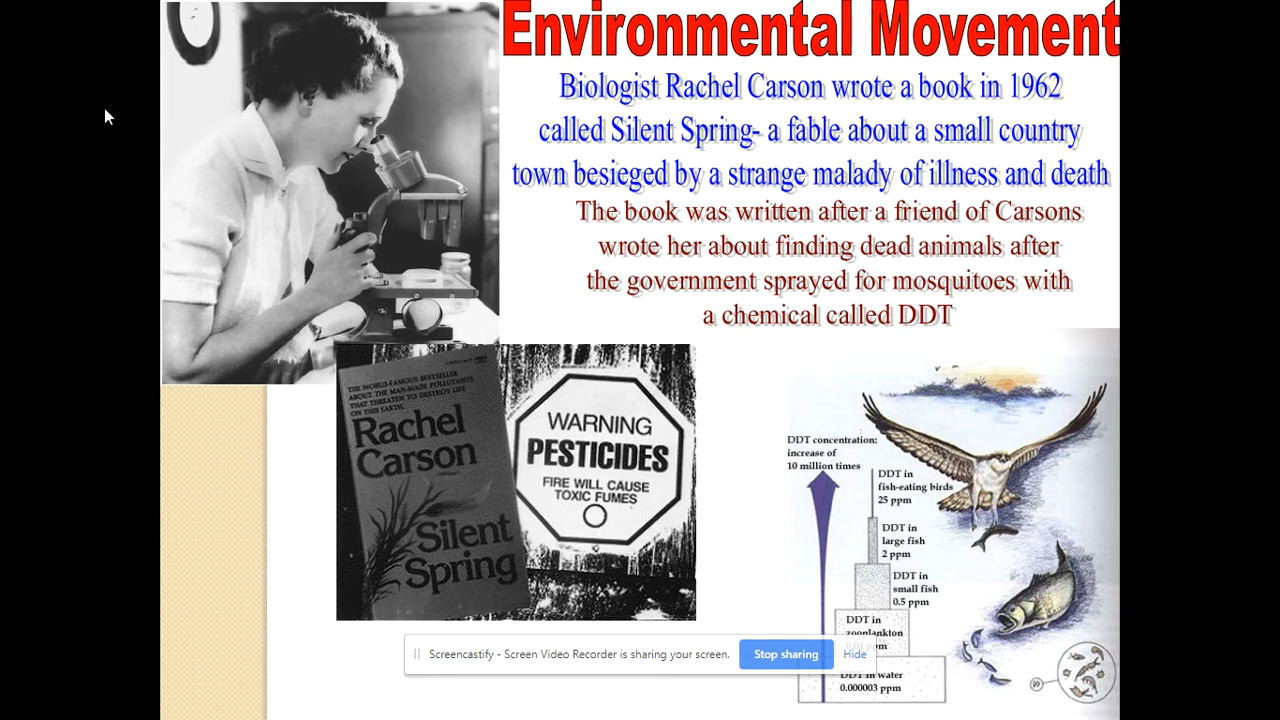 Environmental Movement
Biologist Rachel Carson wrote a book in 1962
called Silent Spring- a fable about a small country
town besieged by a strange malady of illness and death
The book was written after a friend of Carsons
wrote her about finding dead animals after
the government sprayed for mosquitoes with
a chemical called DDT
THE WORLD-FAMOUS BESTSELLER
ABOUT THE MAN-MADE POLLUTANTS
THAT THREATEN TO DESTROY LIFE
ON THIS EARTH.
Rachel
Carson
Silent
Spring
WARNING
PESTICIDES
FIRE WILL CAUSE
TOXIC FUMES
DDT concentration:
increase of
10 million times
DDT in
fish-eating birds
25 ppm
DDT in
large fish
2 ppm
DDT in
small fish
0.5 ppm
DDT in
zooplankton
0.04 ppm
DDT in water
0.000003 ppm
Screencastify - Screen Video Recorder is sharing your screen.
Stop sharing
Hide